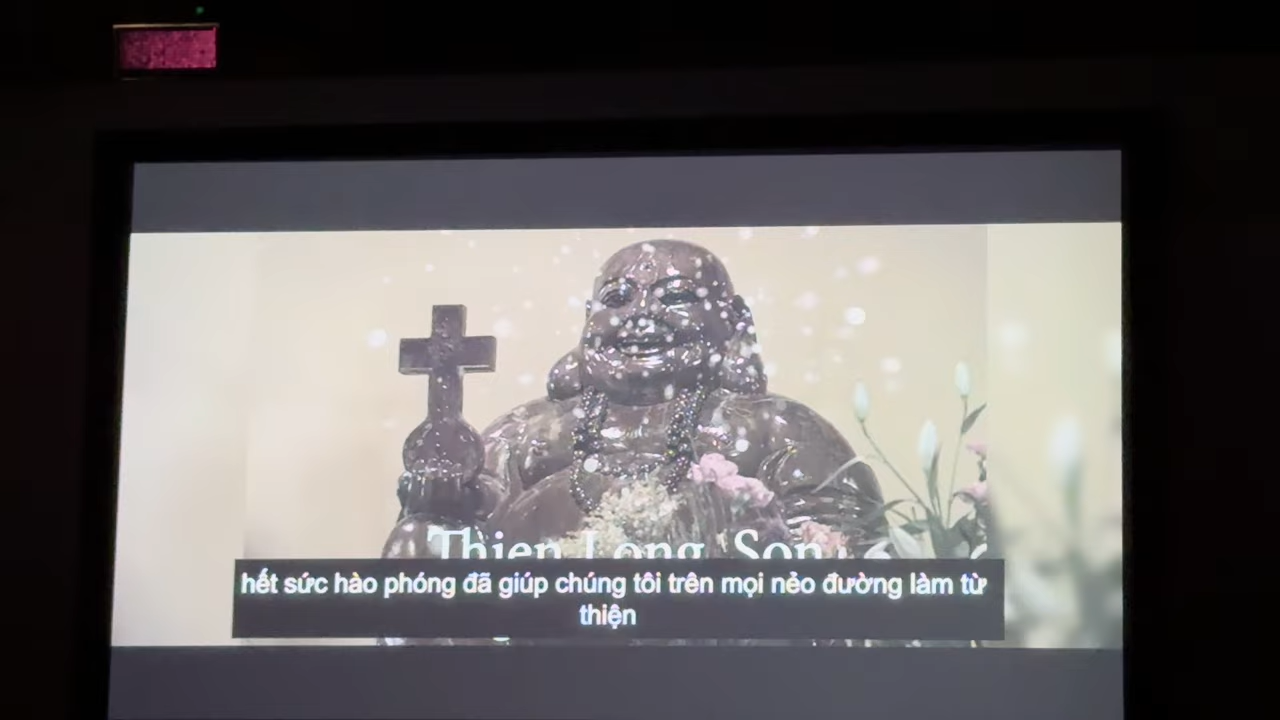 Thien Long, Son
hết sức hào phóng đã giúp chúng tôi trên mọi nẻo đường làm từ
thiện